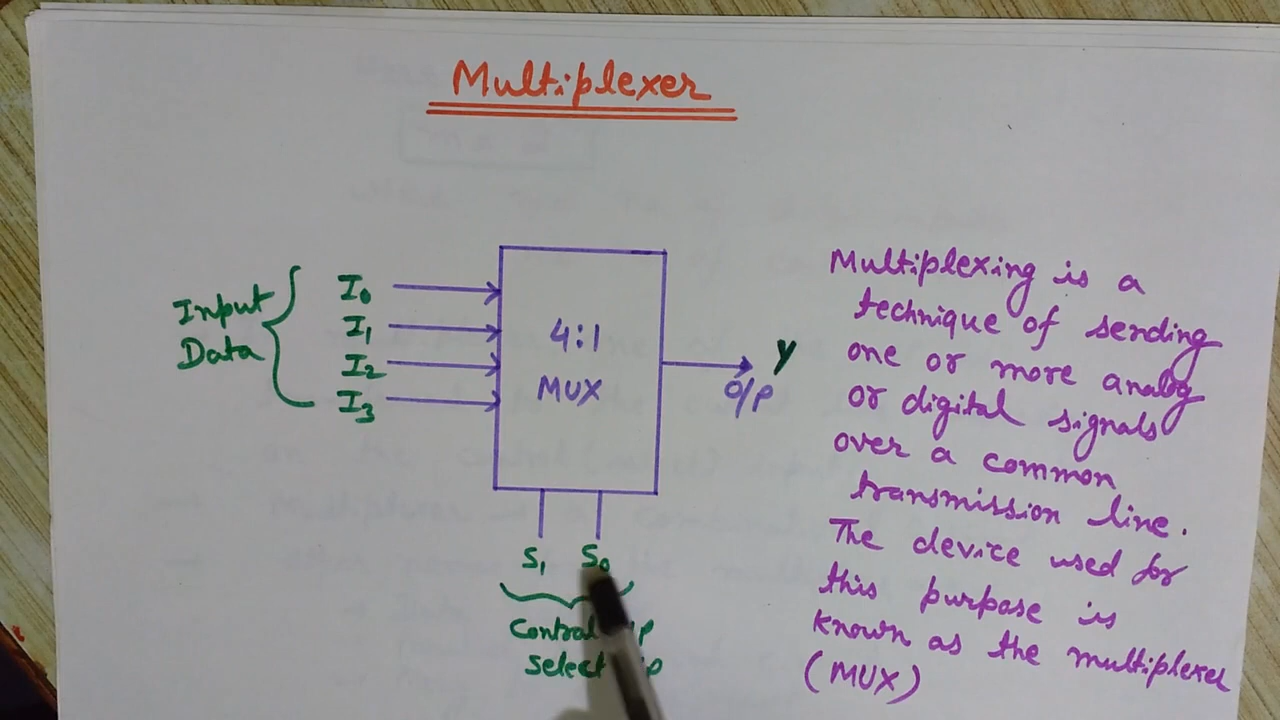 Multiplexer
Input
Data
I0
I1
I2
I3
4:1
MUX
Y
O/P
S1 S0
Control
Select
Multiplexing is a
technique of sending
one or more analog
or digital signals
over a common
transmission line.
The device used for
this purpose is
known as the multiplexer
(MUX)